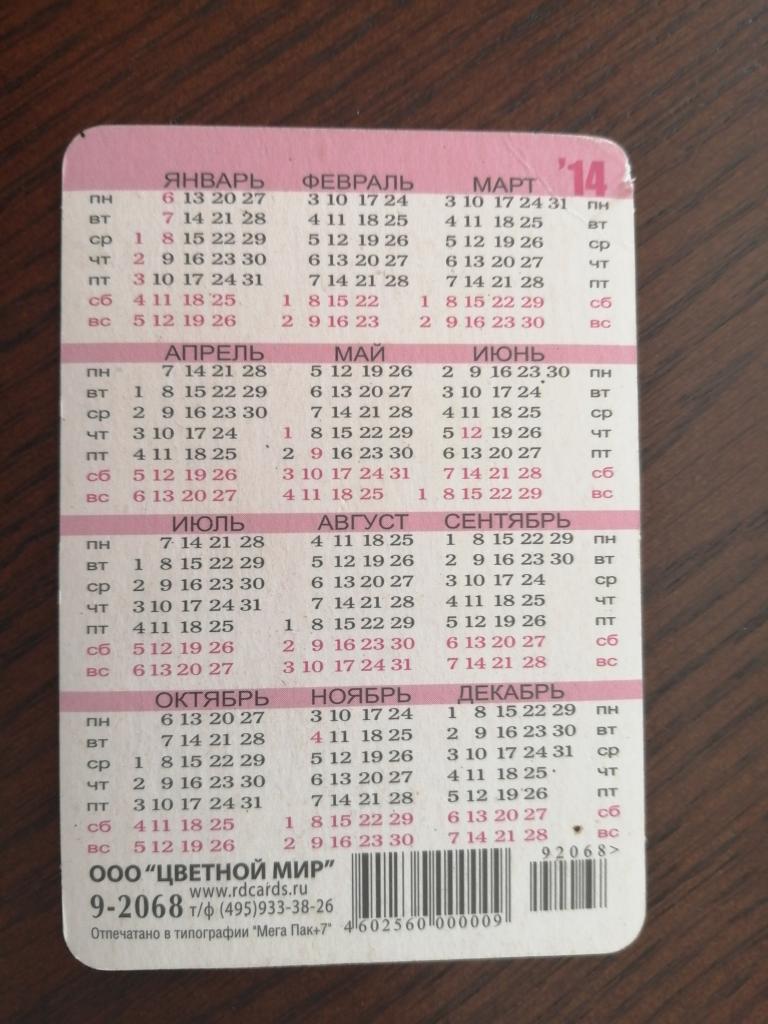 '14
ЯНВАРЬ ФЕВРАЛЬ МАРТ
пн 6 13 20 27 3 10 17 24 3 10 17 24 31 пн
вт 7 14 21 28 4 11 18 25 4 11 18 25 вт
ср 1 8 15 22 29 5 12 19 26 5 12 19 26 ср
чт 2 9 16 23 30 6 13 20 27 6 13 20 27 чт
пт 3 10 17 24 31 7 14 21 28 7 14 21 28 пт
сб 4 11 18 25 1 8 15 22 1 8 15 22 29 сб
вс 5 12 19 26 2 9 16 23 2 9 16 23 30 вс
АПРЕЛЬ МАЙ ИЮНЬ
пн 7 14 21 28 5 12 19 26 2 9 16 23 30 пн
вт 1 8 15 22 29 6 13 20 27 3 10 17 24 вт
ср 2 9 16 23 30 7 14 21 28 4 11 18 25 ср
чт 3 10 17 24 1 8 15 22 29 5 12 19 26 чт
пт 4 11 18 25 2 9 16 23 30 6 13 20 27 пт
сб 5 12 19 26 3 10 17 24 31 7 14 21 28 сб
вс 6 13 20 27 4 11 18 25 1 8 15 22 29 вс
ИЮЛЬ АВГУСТ СЕНТЯБРЬ
пн 7 14 21 28 4 11 18 25 1 8 15 22 29 пн
вт 1 8 15 22 29 5 12 19 26 2 9 16 23 30 вт
ср 2 9 16 23 30 6 13 20 27 3 10 17 24 ср
чт 3 10 17 24 31 7 14 21 28 4 11 18 25 чт
пт 4 11 18 25 1 8 15 22 29 5 12 19 26 пт
сб 5 12 19 26 2 9 16 23 30 6 13 20 27 сб
вс 6 13 20 27 3 10 17 24 31 7 14 21 28 вс
ОКТЯБРЬ НОЯБРЬ ДЕКАБРЬ
пн 6 13 20 27 3 10 17 24 1 8 15 22 29 пн
вт 7 14 21 28 4 11 18 25 2 9 16 23 30 вт
ср 1 8 15 22 29 5 12 19 26 3 10 17 24 31 ср
чт 2 9 16 23 30 6 13 20 27 4 11 18 25 чт
пт 3 10 17 24 31 7 14 21 28 5 12 19 26 пт
сб 4 11 18 25 1 8 15 22 29 6 13 20 27 сб
вс 5 12 19 26 2 9 16 23 30 7 14 21 28 вс
ООО "ЦВЕТНОЙ МИР"
www.rdcards.ru
9-2068 т/ф (495)933-38-26
Отпечатано в типографии "Мега Пак+7"
4 602560 000009
92068>